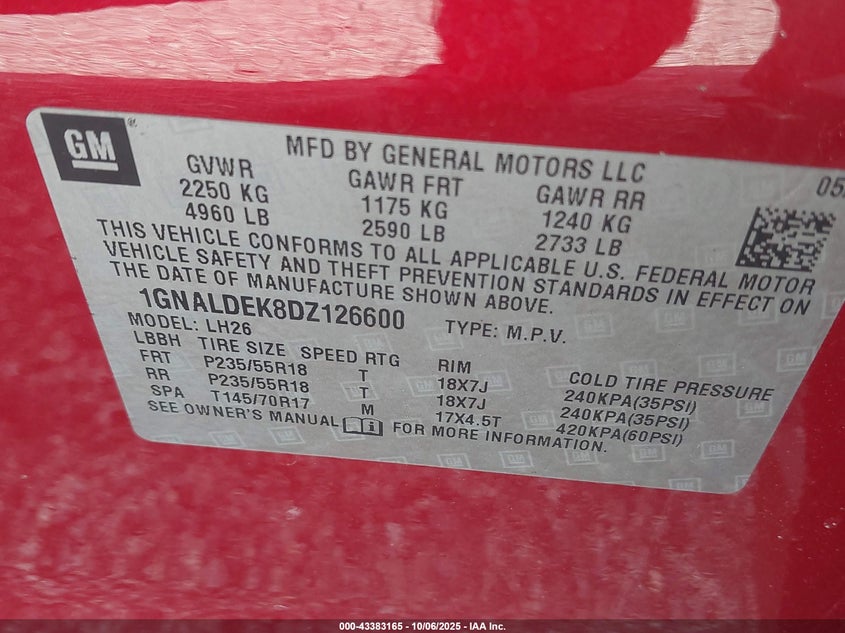 GM
MFD BY GENERAL MOTORS LLC
GVWR GAWR FRT GAWR RR
2250 KG 1175 KG 1240 KG
4960 LB 2590 LB 2733 LB
THIS VEHICLE CONFORMS TO ALL APPLICABLE U.S. FEDERAL MOTOR
VEHICLE SAFETY AND THEFT PREVENTION STANDARDS IN EFFECT ON
THE DATE OF MANUFACTURE SHOWN ABOVE.
1GNALDEK8DZ126600 TYPE: M.P.V.
MODEL: LH26
LBBH TIRE SIZE SPEED RTG RIM COLD TIRE PRESSURE
FRT P235/55R18 T 18X7J 240KPA(35PSI)
RR P235/55R18 T 18X7J 240KPA(35PSI)
SPA T145/70R17 M 17X4.5T 420KPA(60PSI)
SEE OWNER'S MANUAL FOR MORE INFORMATION.
000-43383165 - 10/06/2025 - IAA Inc.